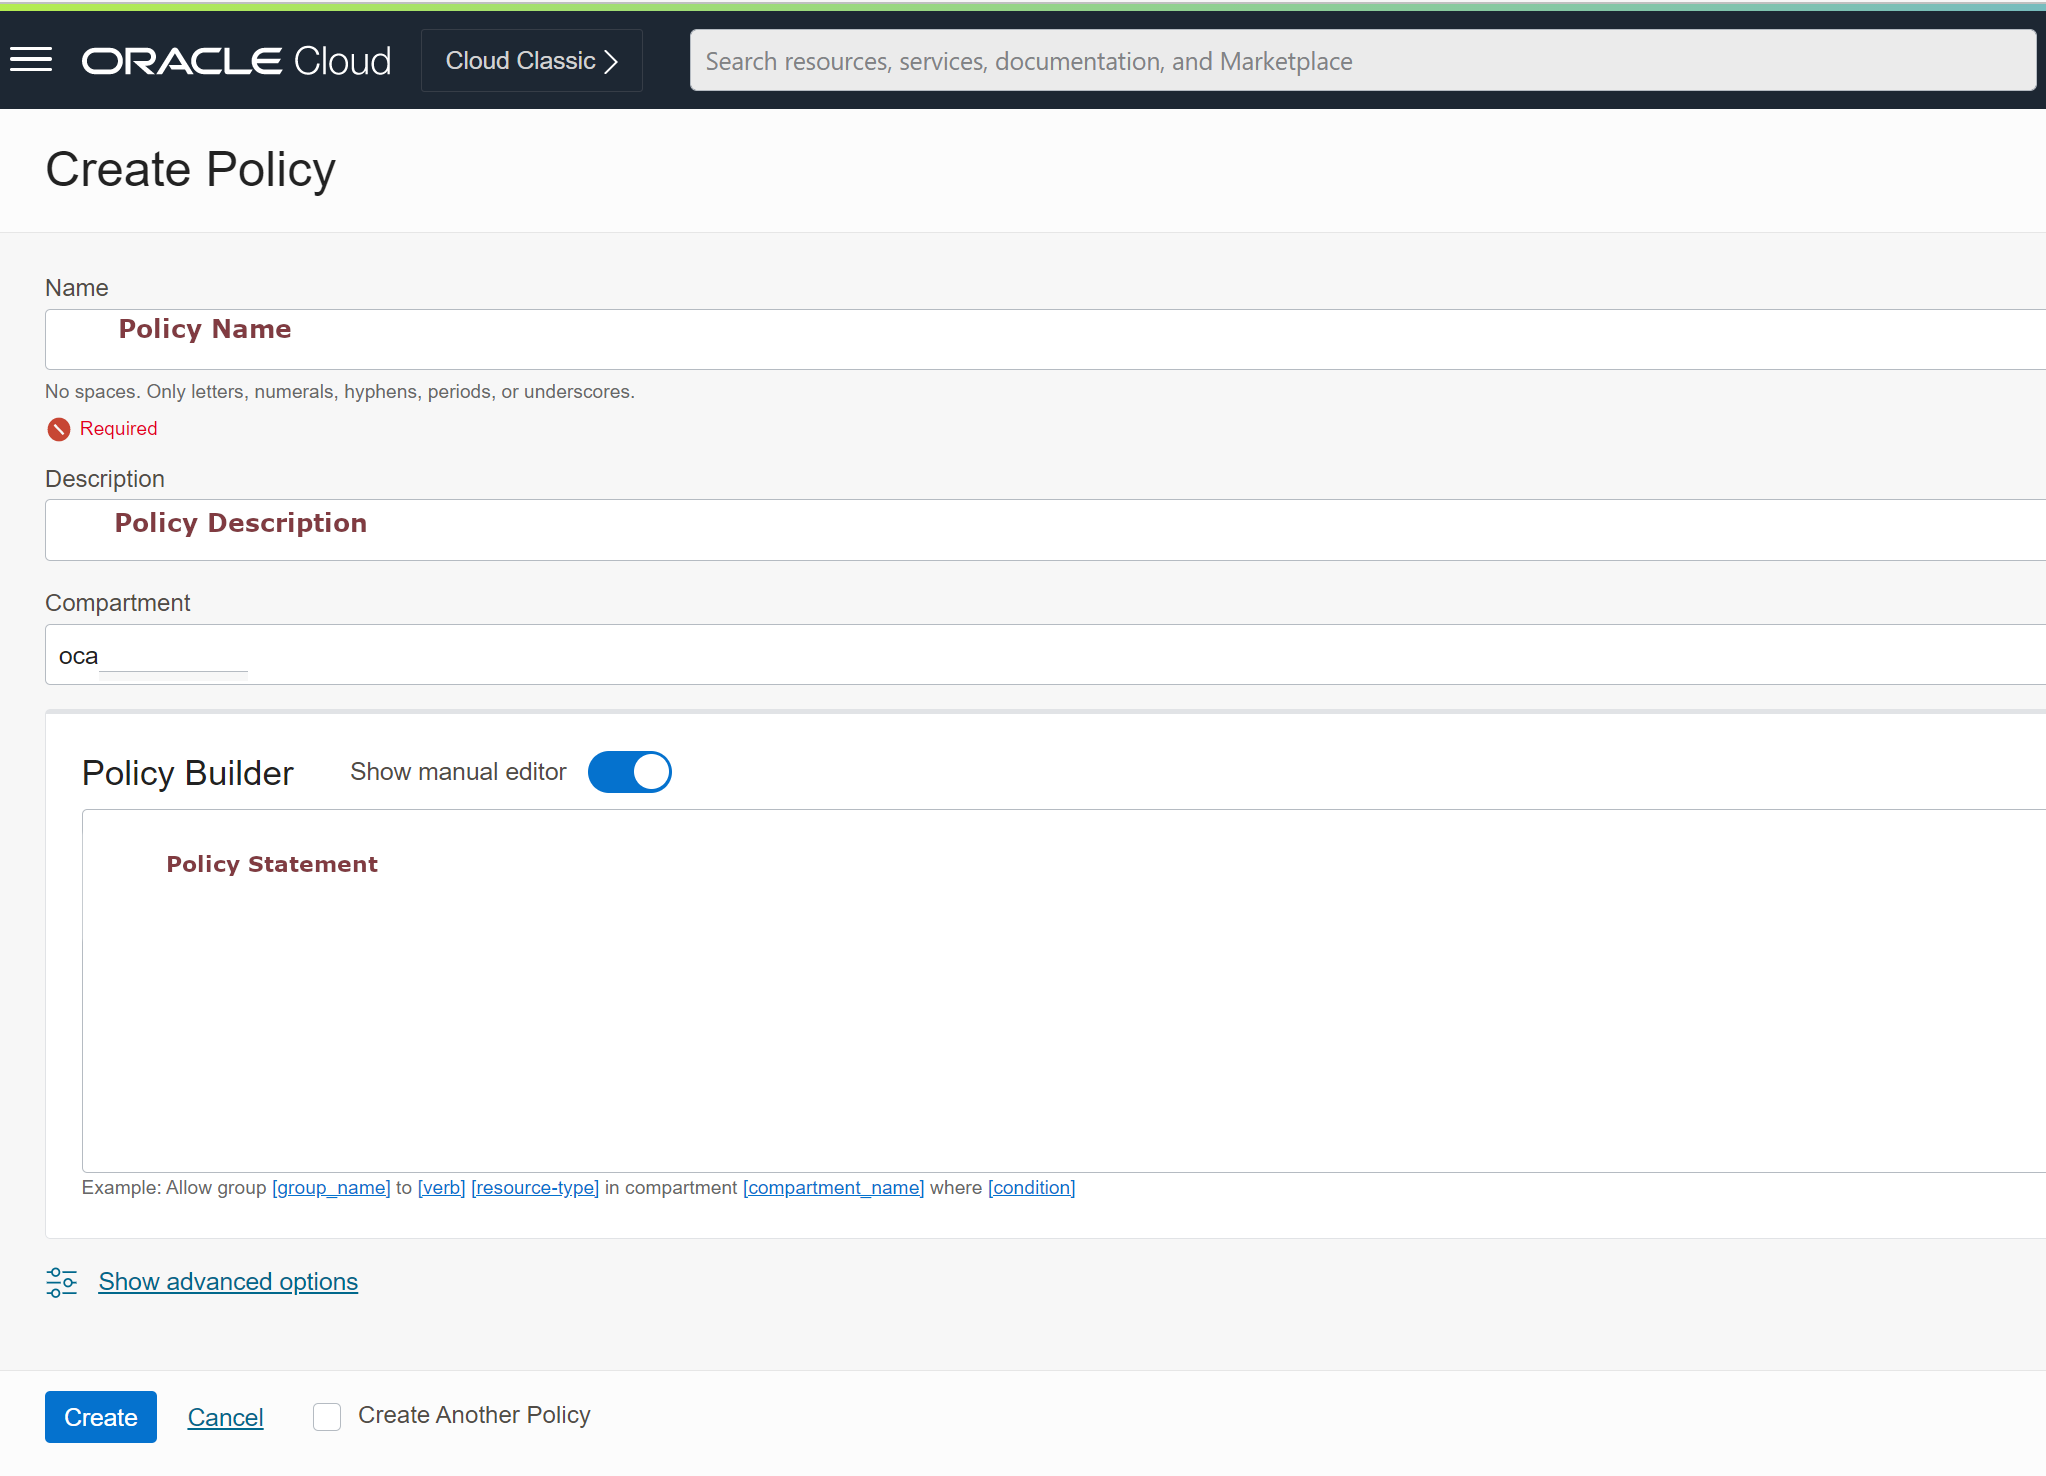 ORACLE Cloud
Cloud Classic
Search resources, services, documentation, and Marketplace
Create Policy
Name
Policy Name
No spaces. Only letters, numerals, hyphens, periods, or underscores.
Required
Description
Policy Description
Compartment
oca
Policy Builder
Show manual editor
Policy Statement
Example: Allow group [group_name] to [verb] [resource-type] in compartment [compartment_name] where [condition]
Show advanced options
Create
Cancel
Create Another Policy